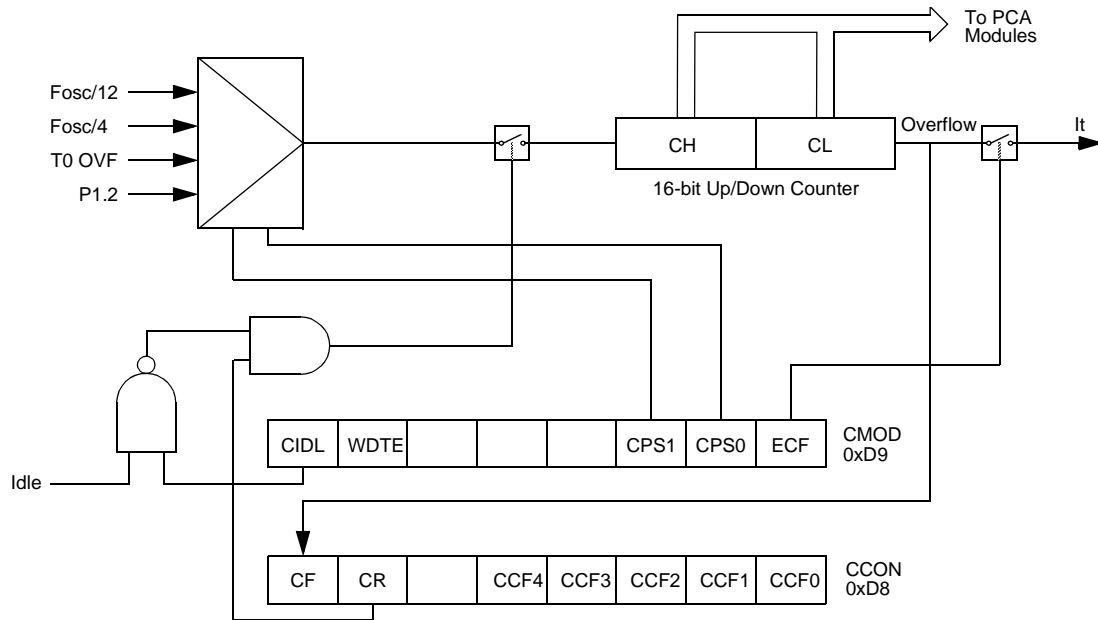 To PCA
Modules
Fosc/12
Fosc/4
T0 OVF
P1.2
CH
CL
Overflow
It
16-bit Up/Down Counter
CIDL
WDTE
CPS1
CPS0
ECF
CMOD
0xD9
Idle
CF
CR
CCF4
CCF3
CCF2
CCF1
CCF0
CCON
0xD8